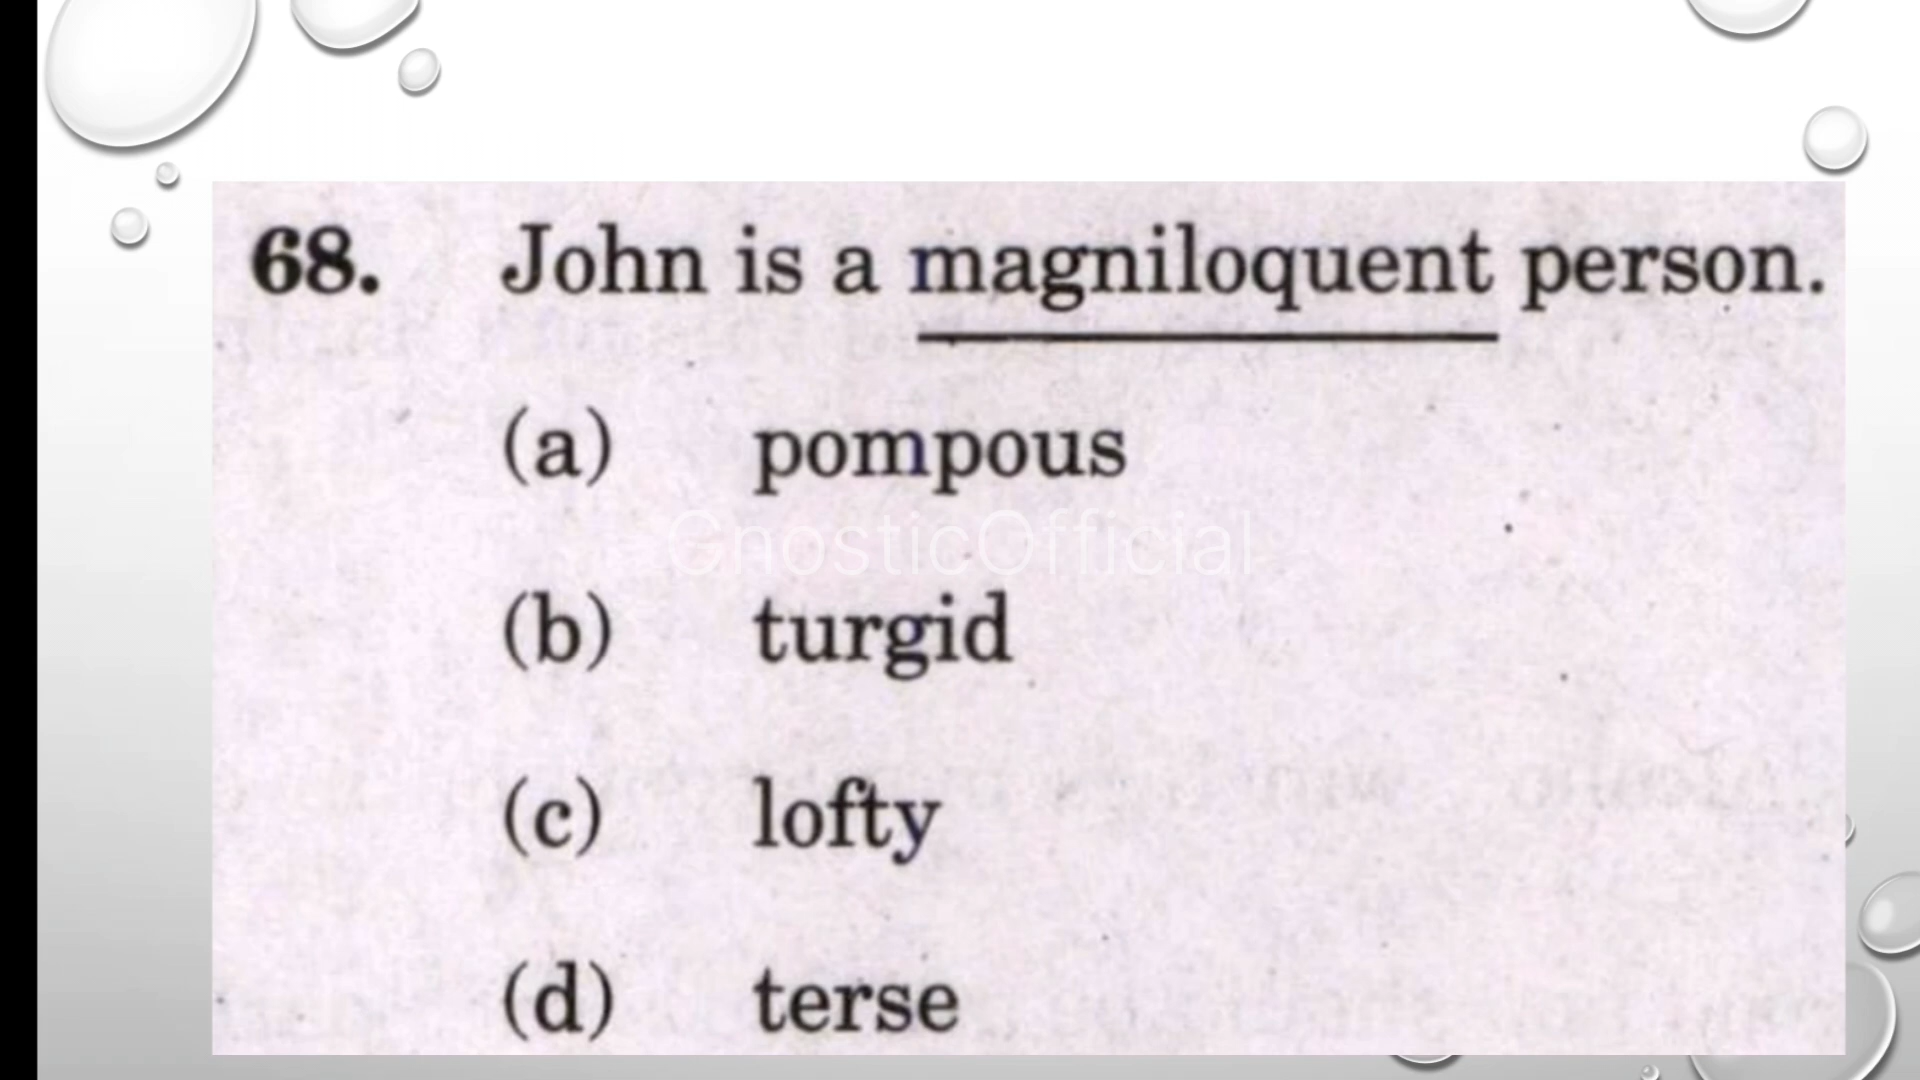 68. John is a magniloquent person.
(a) pompous
GnosticOfficial
(b) turgid
(c) lofty
(d) terse